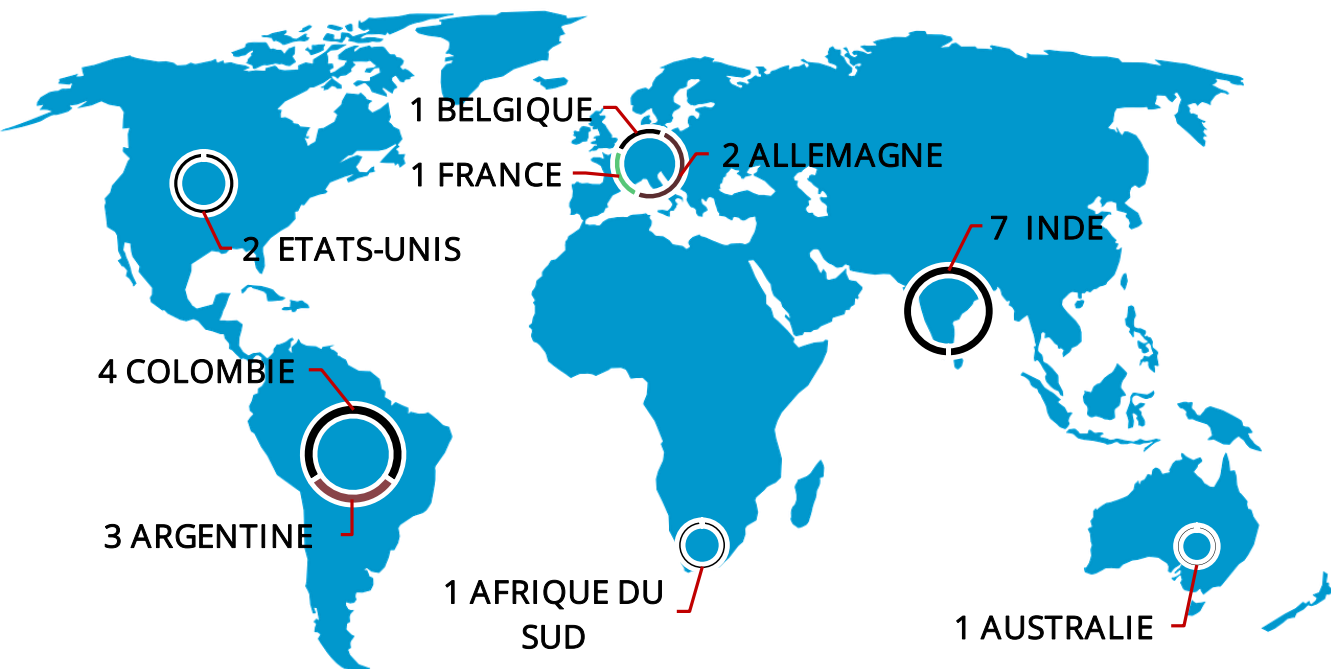 1 BELGIQUE
2 ALLEMAGNE
1 FRANCE
7 INDE
2 ETATS-UNIS
4 COLOMBIE
3 ARGENTINE
1 AFRIQUE DU
SUD
1 AUSTRALIE